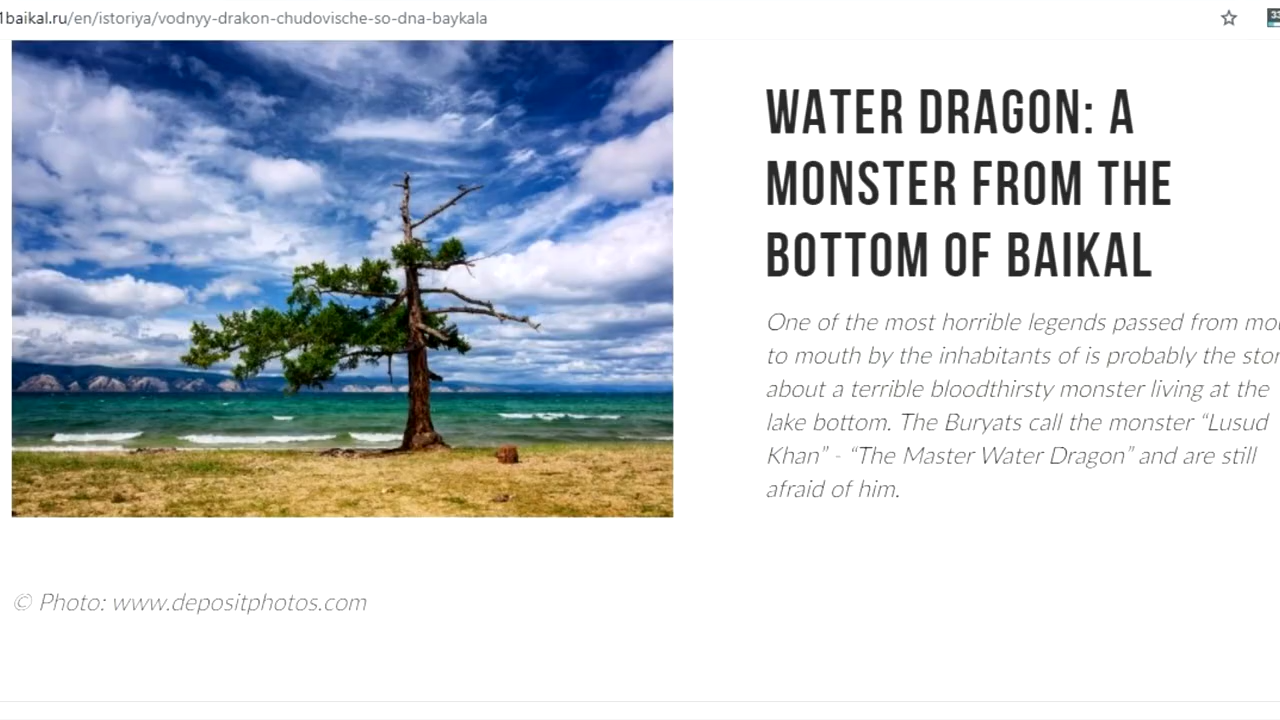 1baikal.ru/en/istoriya/vodnyy-drakon-chudovische-so-dna-baykala
WATER DRAGON: A
MONSTER FROM THE
BOTTOM OF BAIKAL
One of the most horrible legends passed from
to mouth by the inhabitants of is probably the
about a terrible bloodthirsty monster living at the
lake bottom. The Buryats call the monster “Lusud
Khan” - “The Master Water Dragon” and are still
afraid of him.
© Photo: www.depositphotos.com